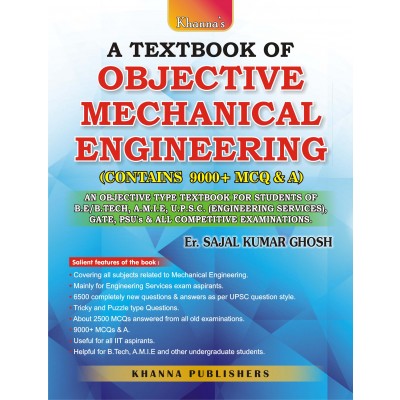 Khanna's
A TEXTBOOK OF
OBJECTIVE
MECHANICAL
ENGINEERING
(CONTAINS 9000+ MCQ & A)
AN OBJECTIVE TYPE TEXTBOOK FOR STUDENTS OF
B.E/B.TECH, A.M.I.E, U.P.S.C. (ENGINEERING SERVICES),
GATE, PSU's & ALL COMPETITIVE EXAMINATIONS.
Er. SAJAL KUMAR GHOSH
Salient features of the book :
• Covering all subjects related to Mechanical Engineering.
• Mainly for Engineering Services exam aspirants.
• 6500 completely new questions & answers as per UPSC question style.
• Tricky and Puzzle type Questions.
• About 2500 MCQs answered from all old examinations.
• 9000+ MCQs & A.
• Useful for all IIT aspirants.
• Helpful for B.Tech, A.M.I.E and other undergraduate students.
KHANNA PUBLISHERS